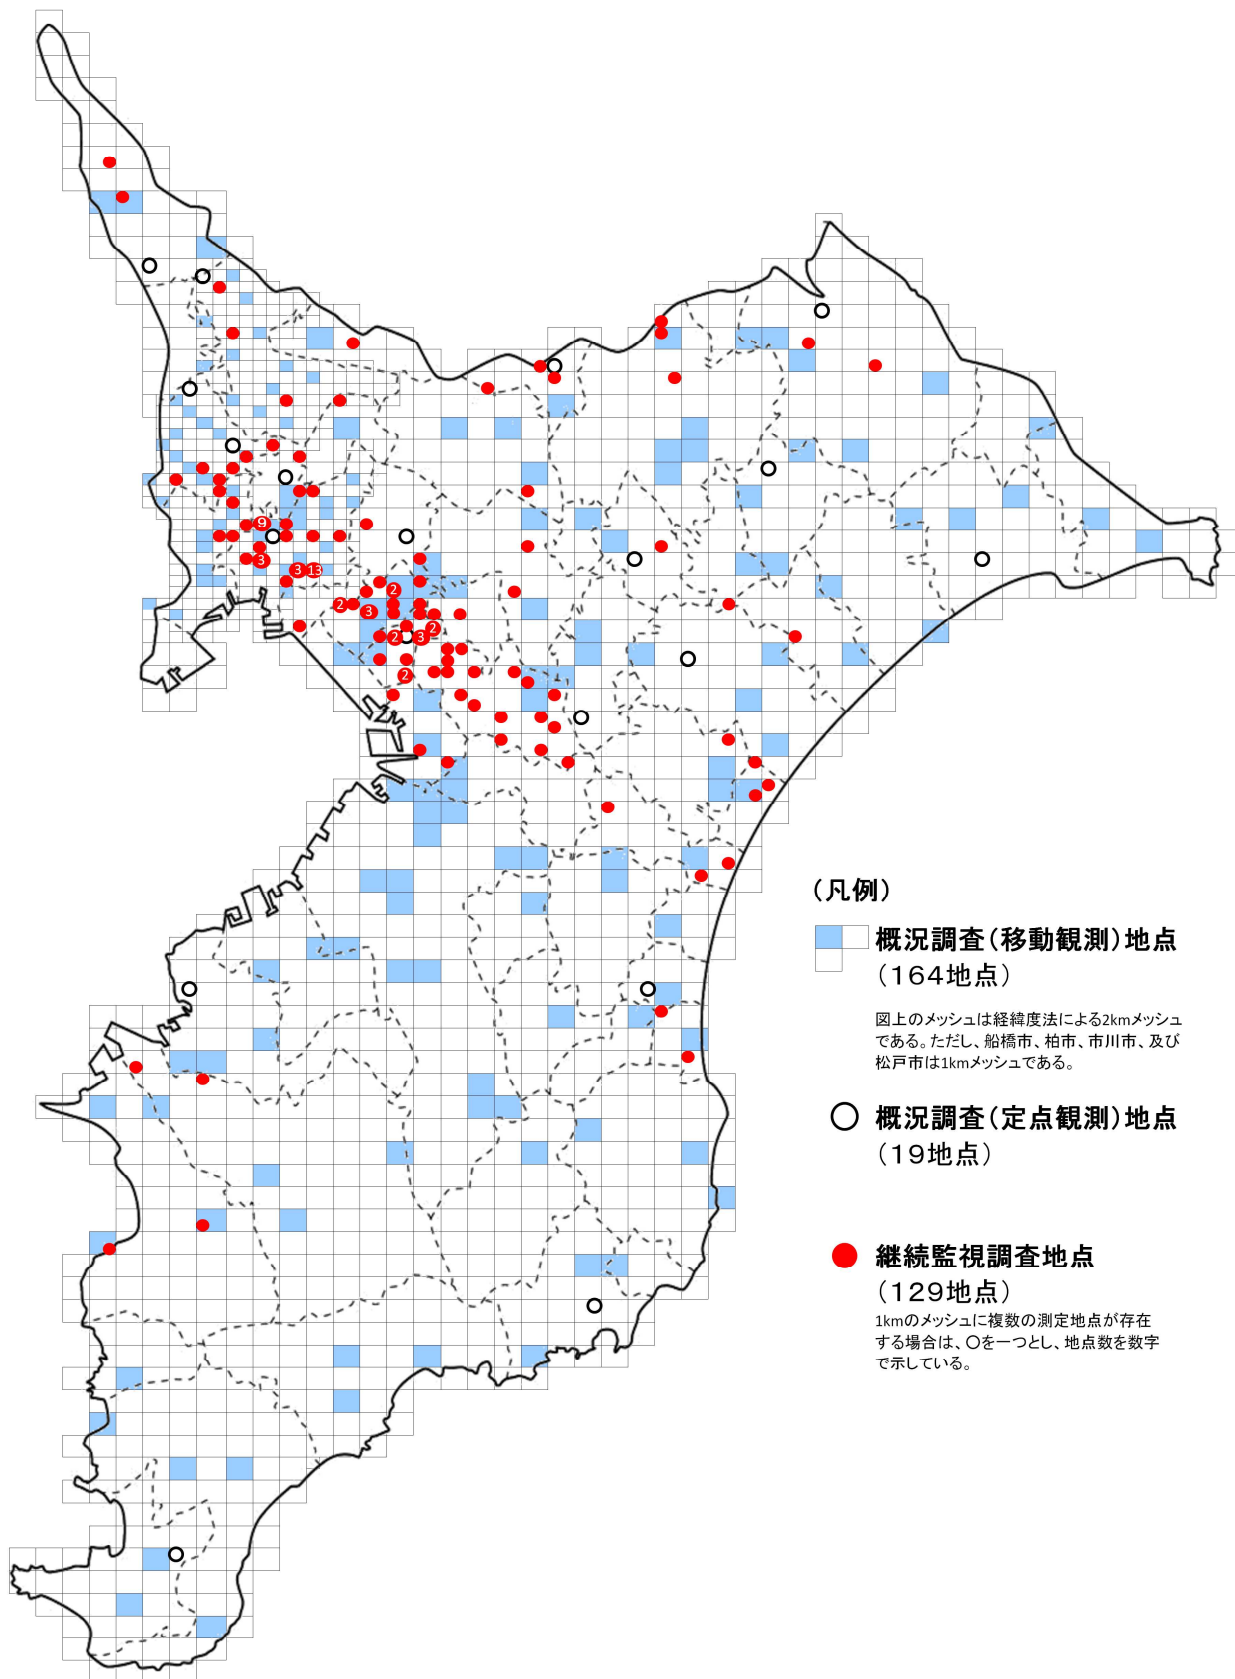 9
3
3 13
2
2
3
2
2 3
2
(凡例)
概況調査(移動観測)地点
(164地点)
図上のメッシュは経緯度法による2kmメッシュ
である。ただし、船橋市、柏市、市川市、及び
松戸市は1kmメッシュである。
概況調査(定点観測)地点
(19地点)
継続監視調査地点
(129地点)
1kmのメッシュに複数の測定地点が存在
する場合は、〇を一つとし、地点数を数字
で示している。